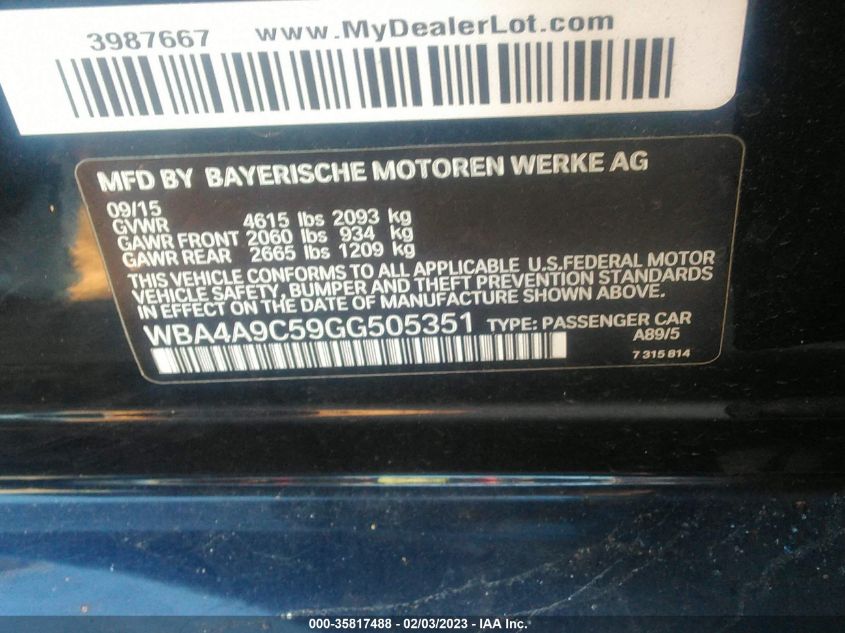 3987667 www.MyDealerLot.com
MFD BY BAYERISCHE MOTOREN WERKE AG
09/15
GVWR 4615 lbs 2093 kg
GAWR FRONT 2060 lbs 934 kg
GAWR REAR 2665 lbs 1209 kg
THIS VEHICLE CONFORMS TO ALL APPLICABLE U.S.FEDERAL MOTOR
VEHICLE SAFETY, BUMPER AND THEFT PREVENTION STANDARDS
IN EFFECT ON THE DATE OF MANUFACTURE SHOWN ABOVE.
WBA4A9C59GG505351 TYPE: PASSENGER CAR
A89/5
7 315 814
000-35817488 - 02/03/2023 - IAA Inc.